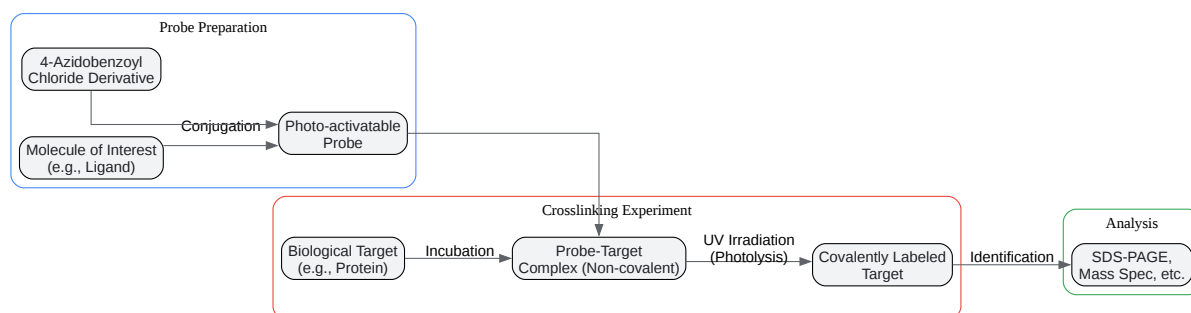 Probe Preparation
4-Azidobenzoyl
Chloride Derivative
Conjugation
Molecule of Interest
(e.g., Ligand)
Photo-activatable
Probe
Crosslinking Experiment
Biological Target
(e.g., Protein)
Incubation
Probe-Target
Complex (Non-covalent)
UV Irradiation
(Photolysis)
Covalently Labeled
Target
Identification
Analysis
SDS-PAGE,
Mass Spec, etc.